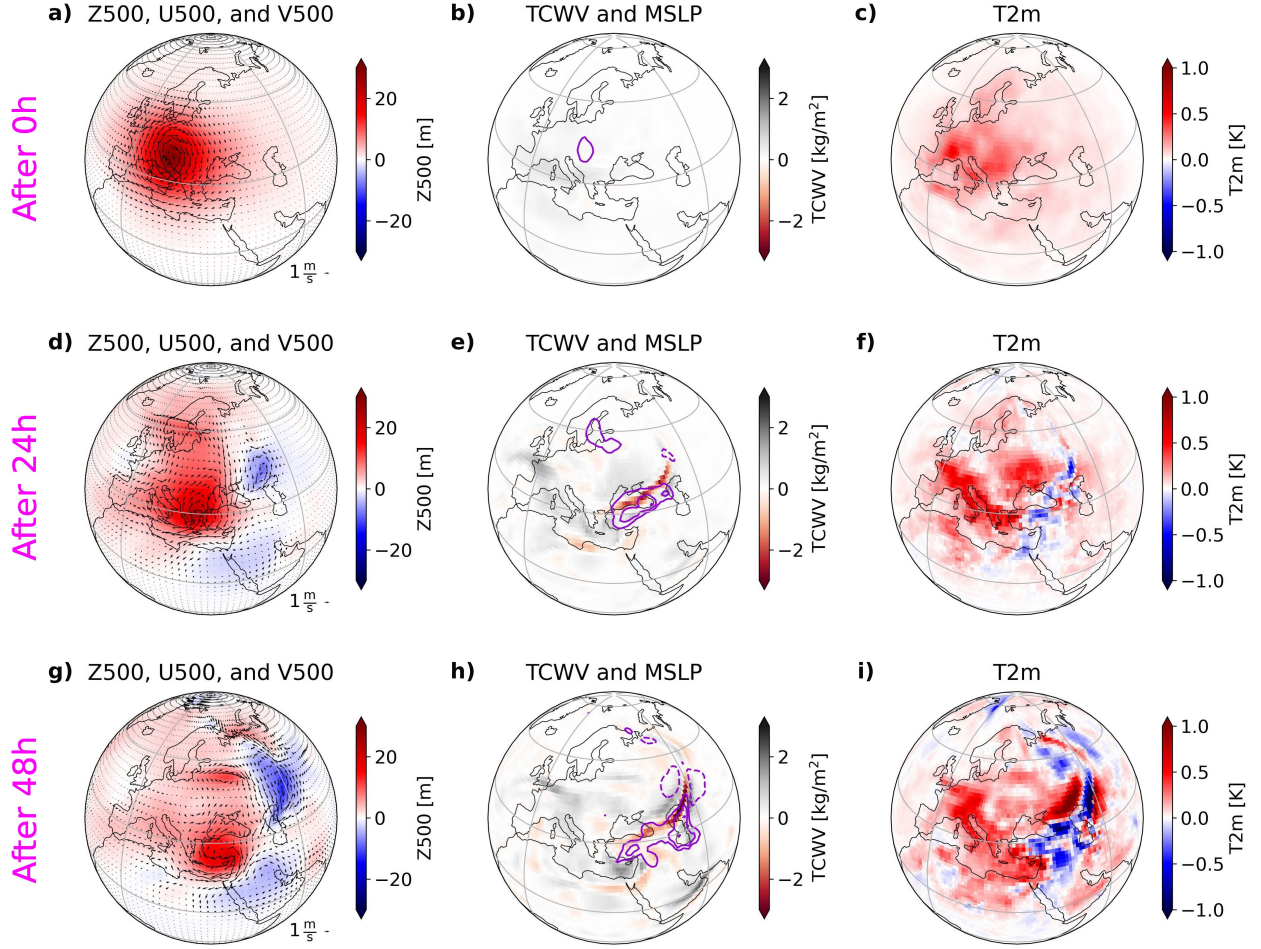 a) Z500, U500, and V500
b) TCWV and MSLP
c) T2m
After 0h
20
0
−20
Z500 [m]
1 m/s
2
0
−2
TCWV [kg/m²]
1.0
0.5
0.0
−0.5
−1.0
T2m [K]
d) Z500, U500, and V500
e) TCWV and MSLP
f) T2m
After 24h
20
0
−20
Z500 [m]
1 m/s
2
0
−2
TCWV [kg/m²]
1.0
0.5
0.0
−0.5
−1.0
T2m [K]
g) Z500, U500, and V500
h) TCWV and MSLP
i) T2m
After 48h
20
0
−20
Z500 [m]
1 m/s
2
0
−2
TCWV [kg/m²]
1.0
0.5
0.0
−0.5
−1.0
T2m [K]